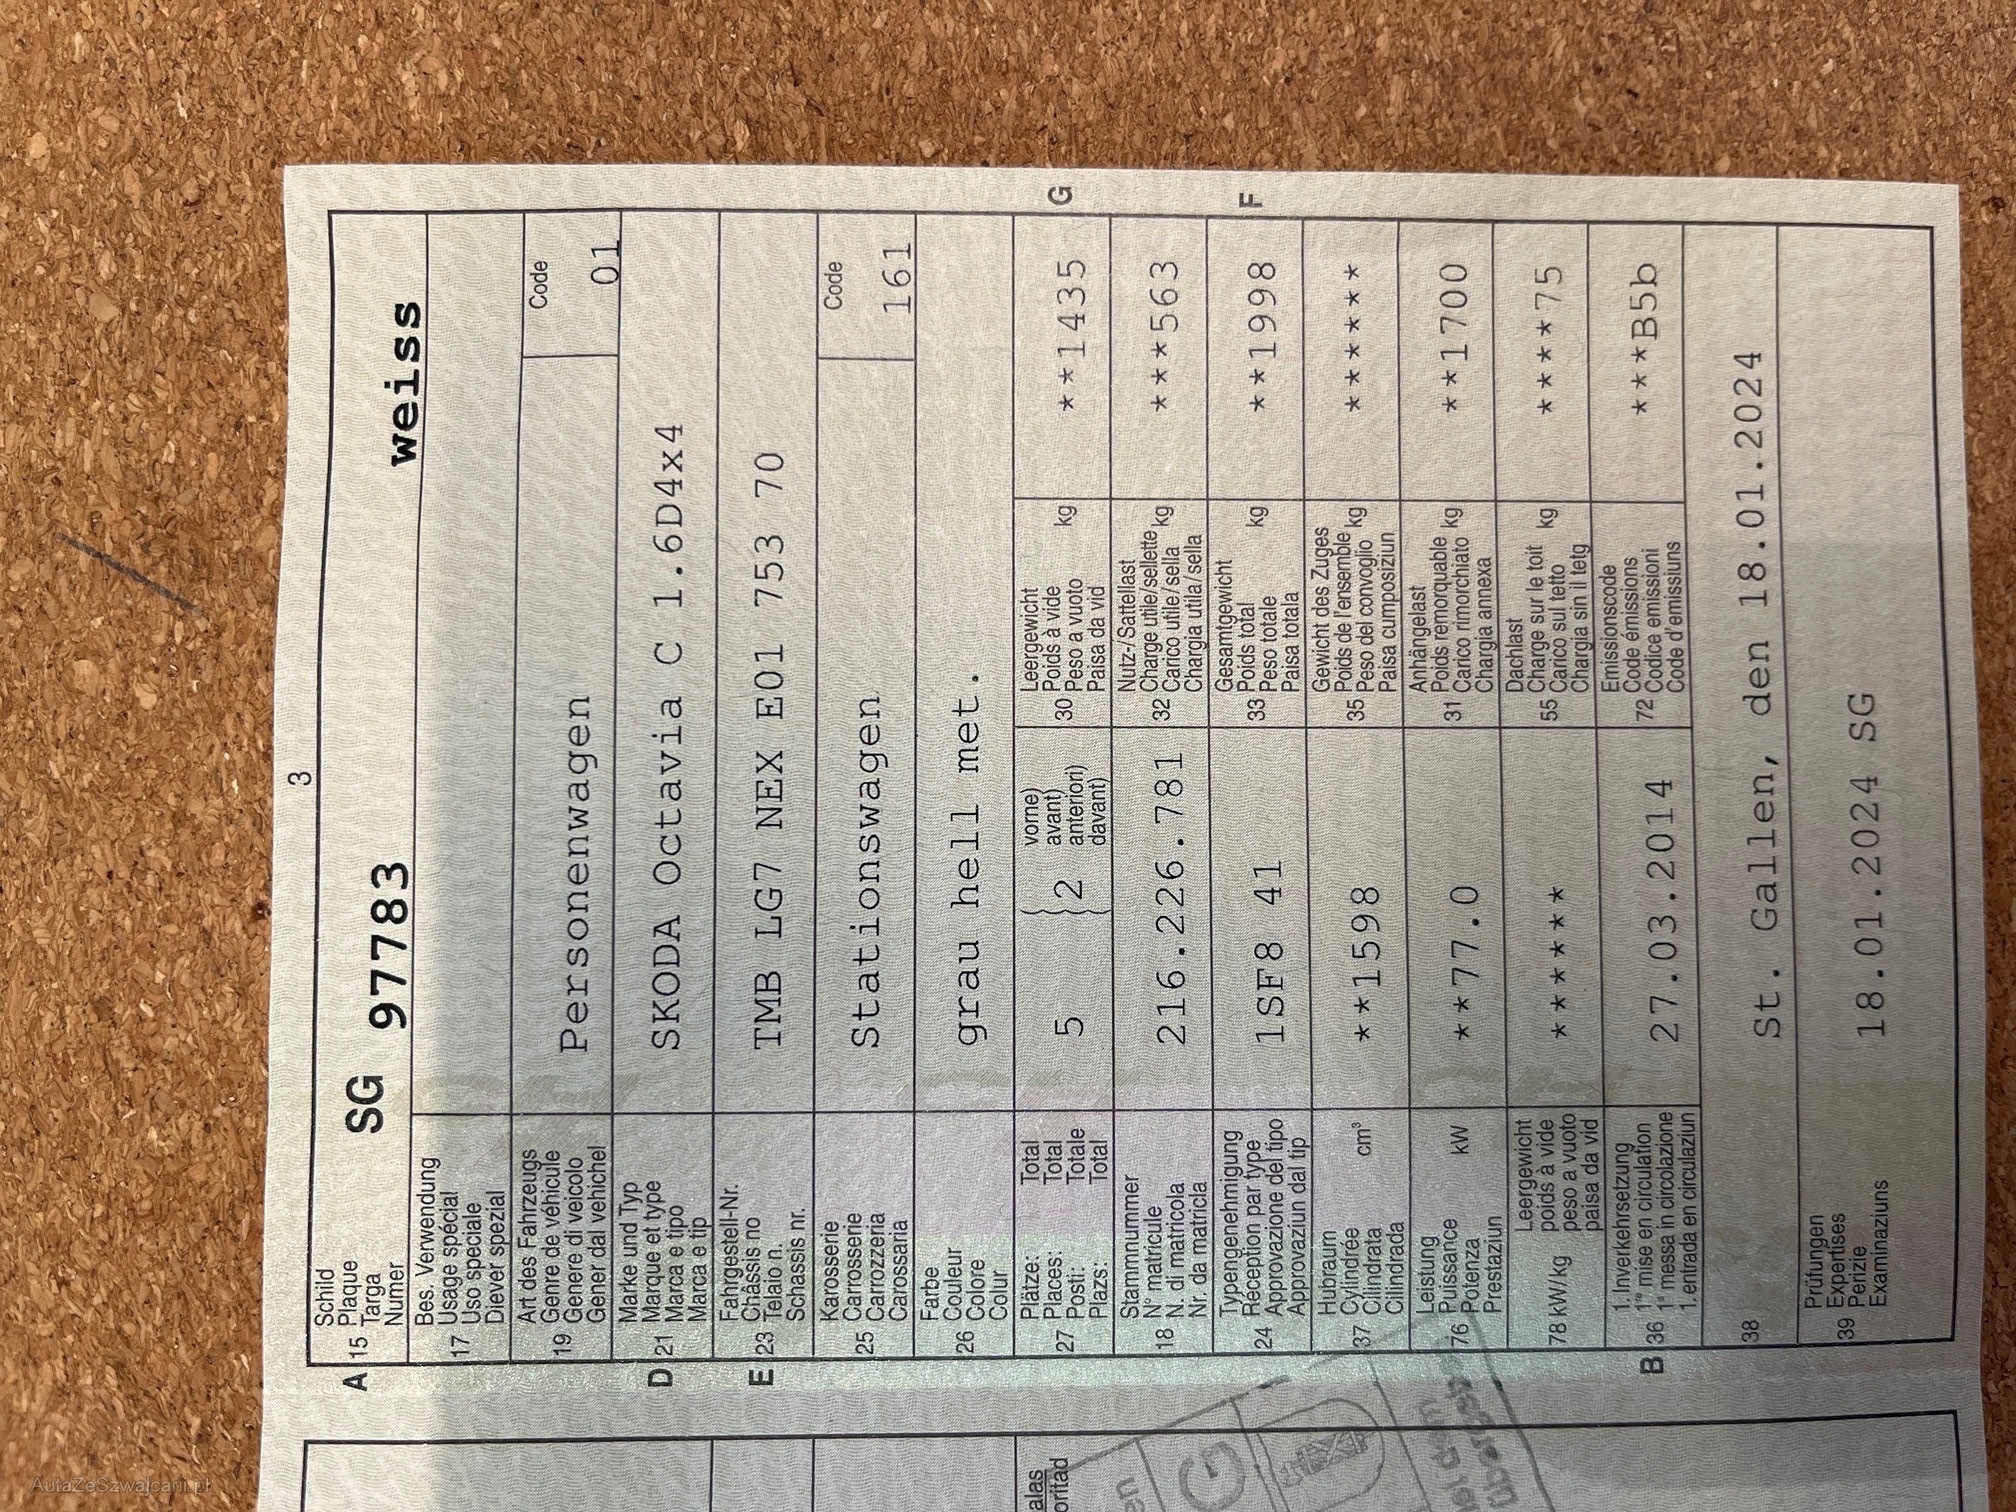 3
Schild
A 15 Plaque
Targa
Numer
SG 97783 weiss
Bes. Verwendung
17 Usage spécial
Uso speciale
Diever spezial
Art des Fahrzeugs
19 Genre de véhicule
Genere di veicolo
Gener dal vehichel
Personenwagen
Code
01
Marke und Typ
D 21 Marque et type
Marca e tipo
Marca e tip
SKODA Octavia C 1.6D4x4
Fahrgestell-Nr.
E 23 Châssis no
Telaio n.
Schassis nr.
TMB LG7 NEX E01 753 70
Karosserie
25 Carrosserie
Carrozzeria
Carossaria
Stationswagen
Code
161
Farbe
26 Couleur
Colore
Colur
grau hell met.
Plätze: Total
27 Places: Total
Posti: Totale
Plazs: Total
5 { 2 vorne)
avant)
anteriori)
davant)
Leergewicht
30 Poids à vide kg
Peso a vuoto
Paisa da vid
**1435 G
Stammnummer
18 N° matricule
N. di matricola
Nr. da matricla
216.226.781
Nutz-/Sattellast
32 Charge utile/sellette kg
Carico utile/sella
Chargia utila/sella
***563
Typengenehmigung
24 Réception par type
Approvazione del tipo
Approvaziun dal tip
1SF8 41
Gesamtgewicht
33 Poids total kg
Peso totale
Paisa totala
**1998 F
Hubraum
37 Cylindrée cm³
Cilindrata
Cilindrada
**1598
Gewicht des Zuges
35 Poids de l'ensemble kg
Peso del convoglio
Paisa cumposiziun
******
Leistung
76 Puissance kW
Potenza
Prestaziun
**77.0
Anhängelast
31 Poids remorquable kg
Carico rimorchiato
Chargia annexa
**1700
Leergewicht
78 kW/kg poids à vide
peso a vuoto
paisa da vid
******
Dachlast
55 Charge sur le toit kg
Carico sul tetto
Chargia sin il tetg
****75
1. Inverkehrsetzung
B 36 1re mise en circulation
1a messa in circolazione
1. entrada en circulaziun
27.03.2014
Emissionscode
72 Code émissions
Codice emissioni
Code d'emissiuns
***B5b
38 St. Gallen, den 18.01.2024
Prüfungen
39 Expertises
Perizie
Examinaziuns
18.01.2024 SG
alas
oritad
AutaZeSzwajcarii.pl